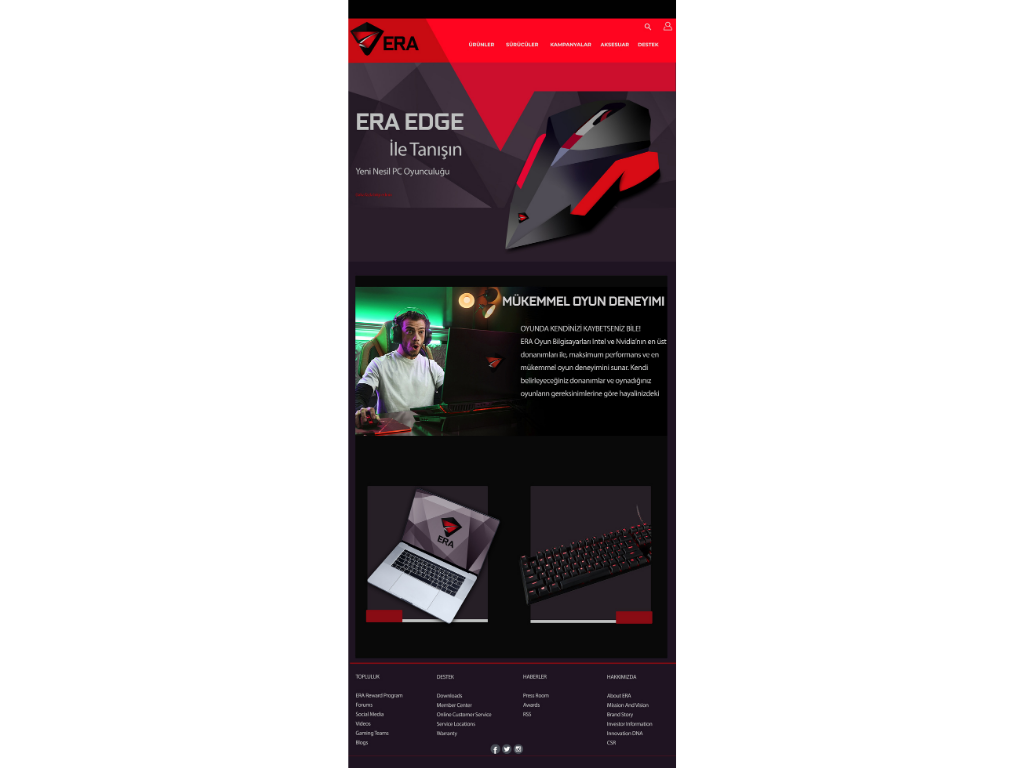 ERA
ÜRÜNLER SÜRÜCÜLER KAMPANYALAR AKSESUAR DESTEK
ERA EDGE
İle Tanışın
Yeni Nesil PC Oyunculuğu
MÜKEMMEL OYUN DENEYIMI
OYUNDA KENDİNİZİ KAYBETSENİZ BİLE!
ERA Oyun Bilgisayarları Intel ve Nvidia'nın en üst
donanımları ile, maksimum performans ve en
mükemmel oyun deneyimini sunar. Kendi
belirleyeceğiniz donanımlar ve oynadığınız
oyunların gereksinimlerine göre hayalinizdeki
ERA
TOPLULUK
ERA Reward Program
Forums
Social Media
Videos
Gaming Teams
Blogs
DESTEK
Downloads
Member Center
Online Customer Service
Service Locations
Warranty
HABERLER
Press Room
Awards
RSS
HAKKIMIZDA
About ERA
Mission And Vision
Brand Story
Investor Information
Innovation DNA
CSR